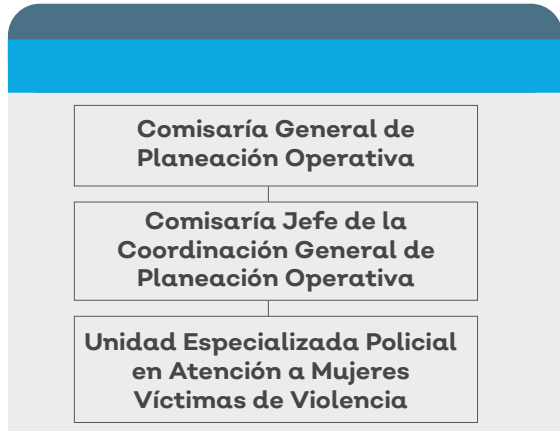 Comisaría General de
Planeación Operativa
Comisaría Jefe de la
Coordinación General de
Planeación Operativa
Unidad Especializada Policial
en Atención a Mujeres
Víctimas de Violencia